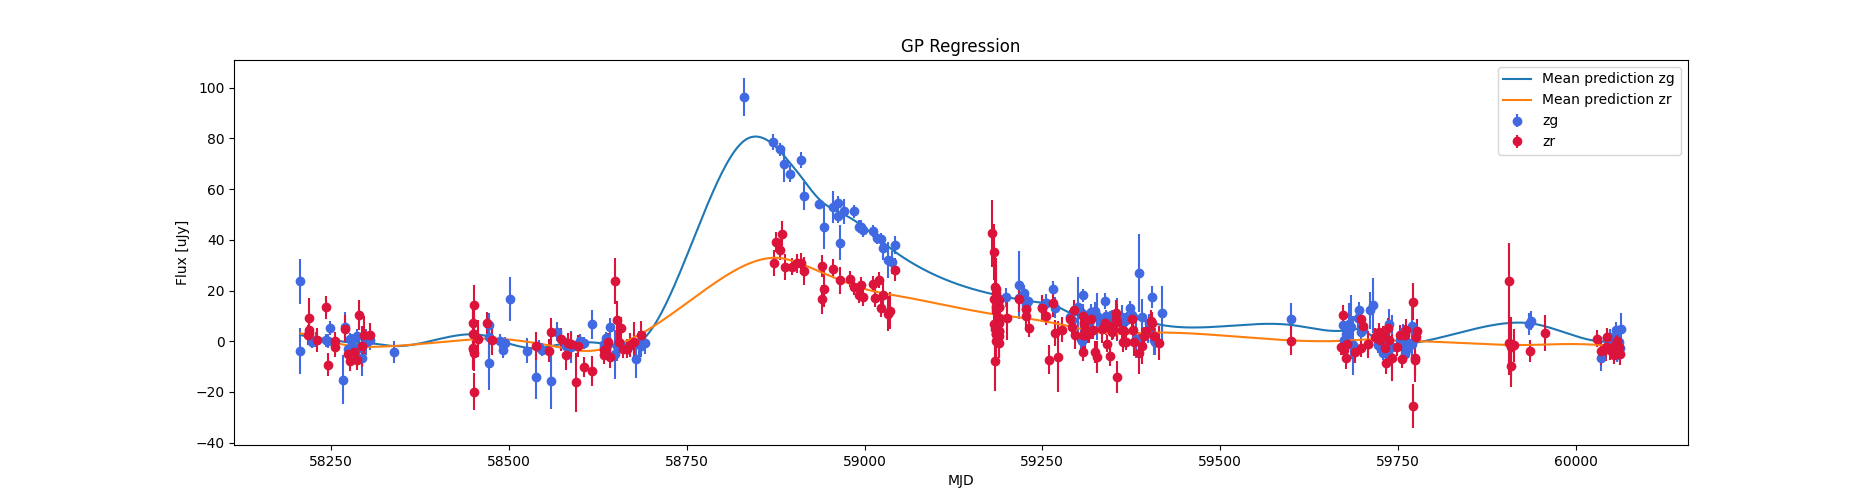 GP Regression
Flux [uJy]
100
80
60
40
20
0
−20
−40
58250
58500
58750
59000
59250
59500
59750
60000
MJD
Mean prediction zg
Mean prediction zr
zg
zr